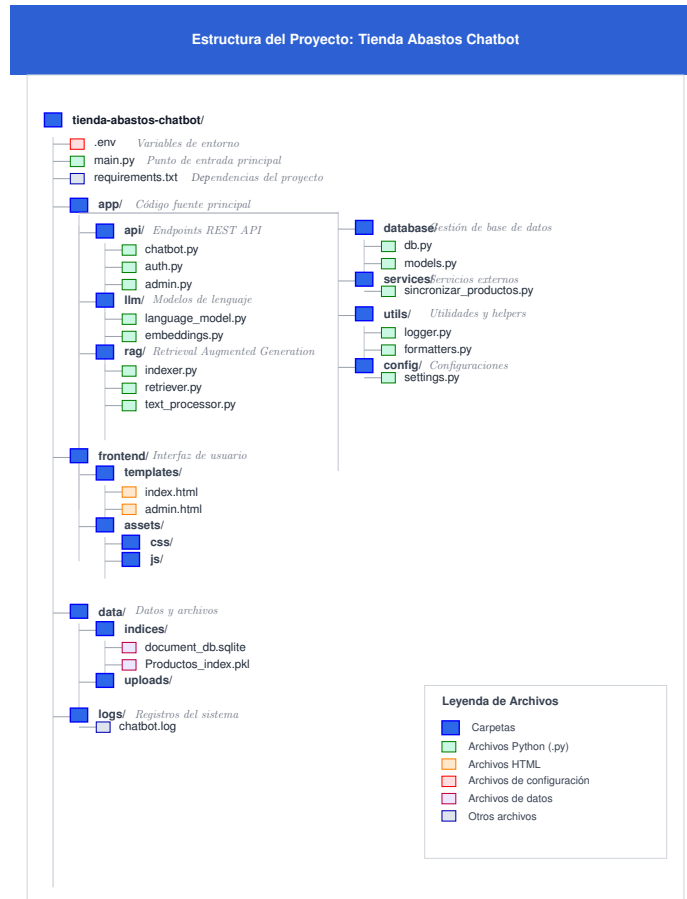 Estructura del Proyecto: Tienda Abastos Chatbot
tienda-abastos-chatbot/
.env Variables de entorno
main.py Punto de entrada principal
requirements.txt Dependencias del proyecto
app/ Código fuente principal
api/ Endpoints REST API
chatbot.py
auth.py
admin.py
llm/ Modelos de lenguaje
language_model.py
embeddings.py
rag/ Retrieval Augmented Generation
indexer.py
retriever.py
text_processor.py
database/ Gestión de base de datos
db.py
models.py
services/ Servicios externos
sincronizar_productos.py
utils/ Utilidades y helpers
logger.py
formatters.py
config/ Configuraciones
settings.py
frontend/ Interfaz de usuario
templates/
index.html
admin.html
assets/
css/
js/
data/ Datos y archivos
indices/
document_db.sqlite
Productos_index.pkl
uploads/
logs/ Registros del sistema
chatbot.log
Leyenda de Archivos
Carpetas
Archivos Python (.py)
Archivos HTML
Archivos de configuración
Archivos de datos
Otros archivos